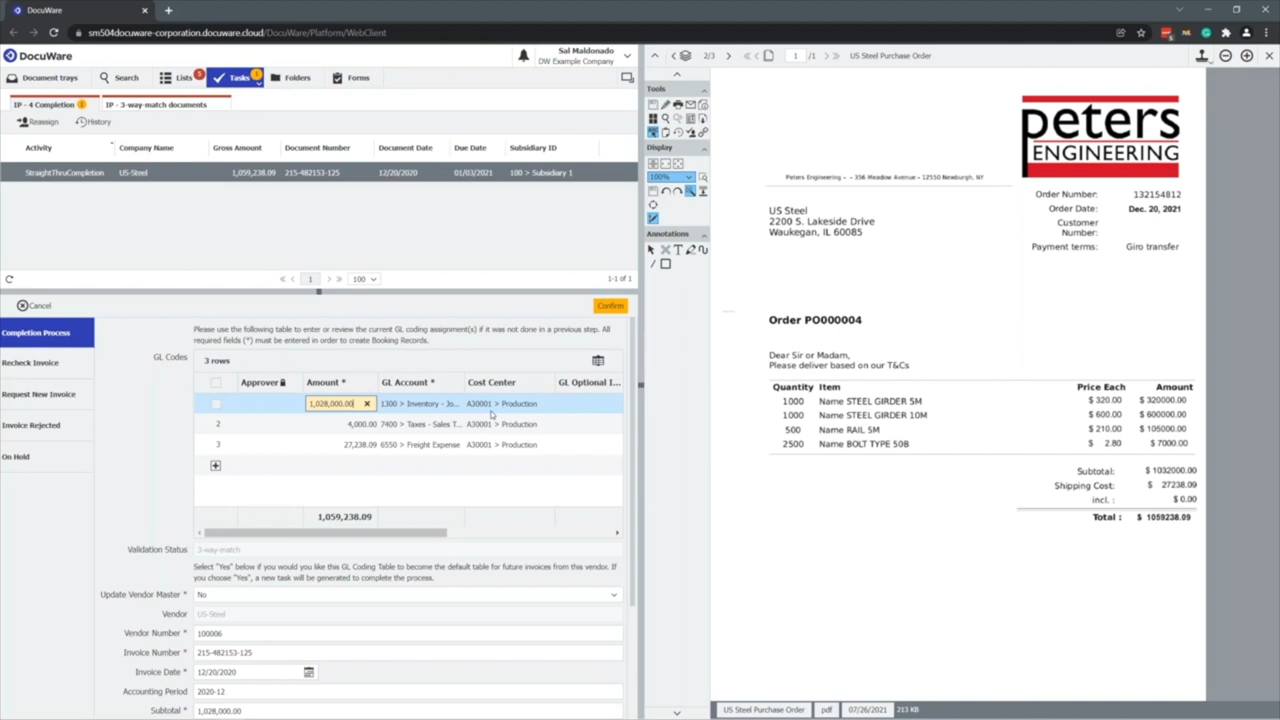 DocuWare
sm504docuware-corporation.docuware.cloud/DocuWare/Platform/WebClient
DocuWare
Sal Maldonado
DW Example Company
Document trays
Search
Lists 5
Tasks
Folders
Forms
IP - 4 Completion
IP - 3-way-match documents
Reassign
History
Activity Company Name Gross Amount Document Number Document Date Due Date Subsidiary ID
StraightThruCompletion US-Steel 1,059,238.09 215-482153-125 12/20/2020 01/03/2021 100 > Subsidiary 1
1 100
1-1 of 1
Cancel
Confirm
Completion Process
Recheck Invoice
Request New Invoice
Invoice Rejected
On Hold
Please use the following table to enter or review the current GL coding assignment(s) if it was not done in a previous step. All
required fields (*) must be entered in order to create Booking Records.
GL Codes
3 rows
Approver Amount * GL Account * Cost Center GL Optional I...
1,028,000.00 1300 > Inventory - Jo... A30001 > Production
2 4,000.00 7400 > Taxes - Sales T... A30001 > Production
3 27,238.09 6550 > Freight Expense A30001 > Production
1,059,238.09
Validation Status 3-way-match
Select "Yes" below if you would you like this GL Coding Table to become the default table for future invoices from this vendor. If
you choose "Yes", a new task will be generated to complete the process.
Update Vendor Master * No
Vendor US-Steel
Vendor Number * 100006
Invoice Number * 215-482153-125
Invoice Date * 12/20/2020
Accounting Period 2020-12
Subtotal * 1,028,000.00
2/3
1 /1
US Steel Purchase Order
Tools
Display
100%
Annotations
peters
ENGINEERING
Peters Engineering - - 356 Meadow Avenue - 12550 Newburgh, NY
US Steel
2200 S. Lakeside Drive
Waukegan, IL 60085
Order Number: 132154812
Order Date: Dec. 20, 2021
Customer
Number:
Payment terms: Giro transfer
Order PO000004
Dear Sir or Madam,
Please deliver based on our T&Cs
Quantity Item Price Each Amount
1000 Name STEEL GIRDER 5M $ 320.00 $ 320000.00
1000 Name STEEL GIRDER 10M $ 600.00 $ 600000.00
500 Name RAIL 5M $ 210.00 $ 105000.00
2500 Name BOLT TYPE 50B $ 2.80 $ 7000.00
Subtotal: $ 1032000.00
Shipping Cost: $ 27238.09
incl. : $ 0.00
Total : $ 1059238.09
US Steel Purchase Order pdf 07/26/2021 213 KB